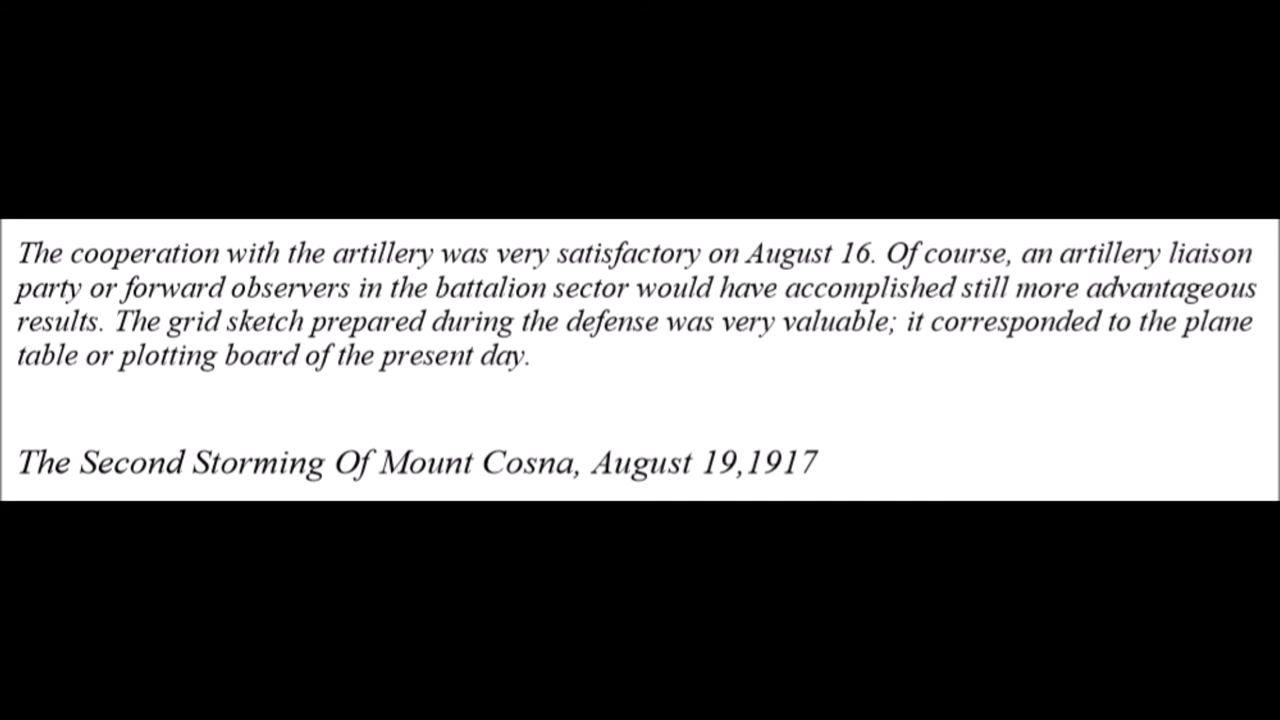 The cooperation with the artillery was very satisfactory on August 16. Of course, an artillery liaison
party or forward observers in the battalion sector would have accomplished still more advantageous
results. The grid sketch prepared during the defense was very valuable; it corresponded to the plane
table or plotting board of the present day.
The Second Storming Of Mount Cosna, August 19,1917